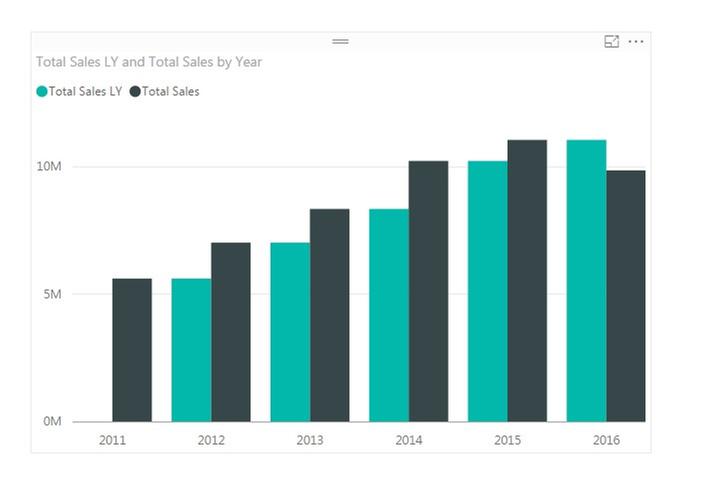 Total Sales LY and Total Sales by Year
Total Sales LY Total Sales
10M
5M
0M
2011 2012 2013 2014 2015 2016